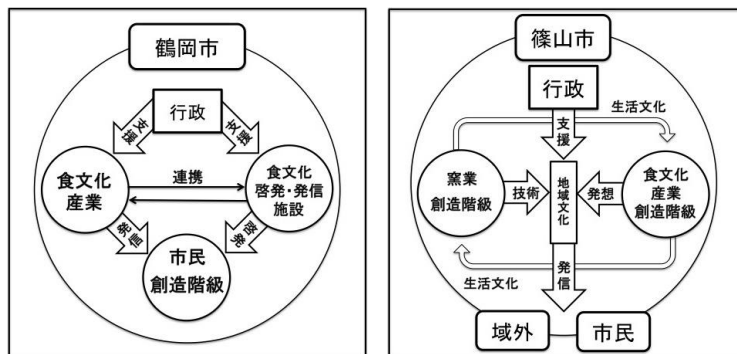 鶴岡市
行政
支援
支援
食文化
産業
連携
食文化
啓発・発信
施設
発信
啓発
市民
創造階級
篠山市
行政
生活文化
支援
窯業
創造階級
技術
地域文化
発想
食文化
産業
創造階級
生活文化
発信
域外
市民